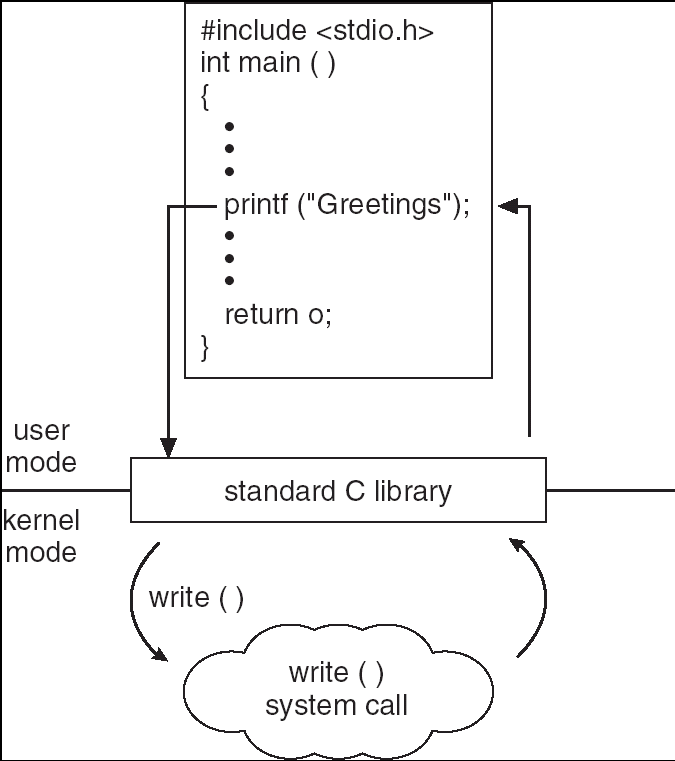 #include <stdio.h>
int main ( )
{
•
•
•
printf ("Greetings");
•
•
•
return o;
}
user
mode
standard C library
kernel
mode
write ( )
write ( )
system call